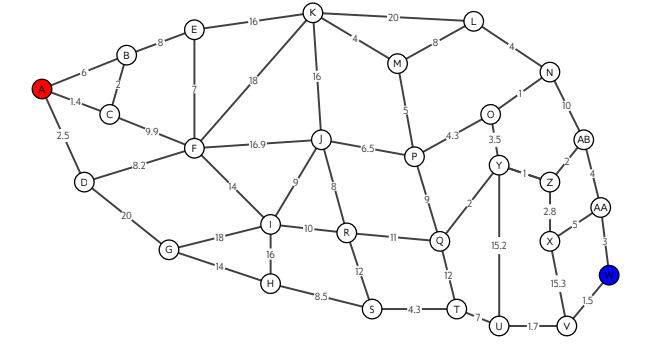 K
20
L
E
16
8
4
B
8
M
4
N
6
2
7
18
16
A
1.4
C
5
O
1
10
2.5
9.9
4.3
3.5
AB
F
16.9
J
6.5
P
Y
1
2
4
8.2
D
14
9
8
9
2
Z
2.8
AA
20
I
10
R
11
Q
15.2
X
5
3
G
18
16
W
14
H
8.5
12
12
15.3
1.5
S
4.3
T
7
U
1.7
V